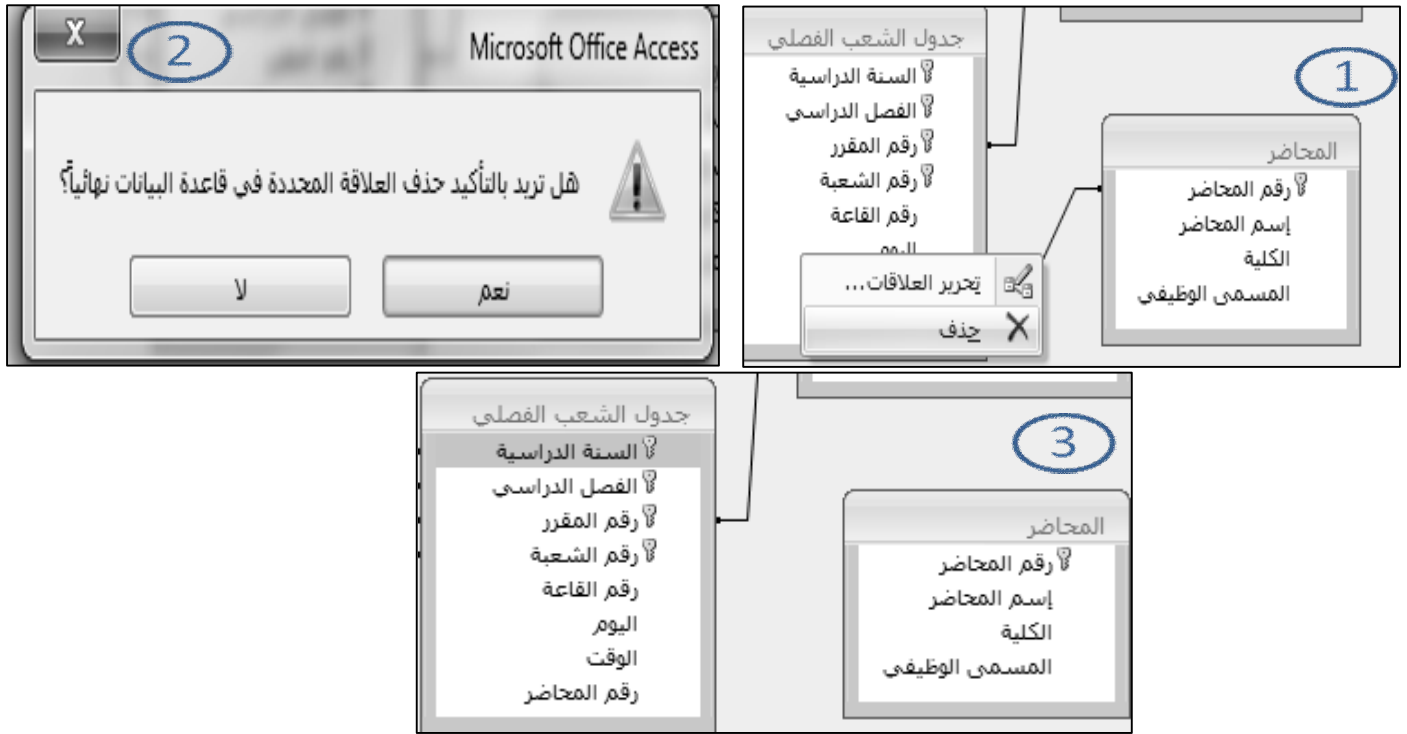 1
جدول الشعب الفصلي
السنة الدراسية
الفصل الدراسي
رقم المقرر
رقم الشعبة
رقم القاعة
اليوم
تحرير العلاقات...
حذف
المحاضر
رقم المحاضر
إسم المحاضر
الكلية
المسمى الوظيفي
2
X
Microsoft Office Access
هل تريد بالتأكيد حذف العلاقة المحددة في قاعدة البيانات نهائياً؟
نعم
لا
3
جدول الشعب الفصلي
السنة الدراسية
الفصل الدراسي
رقم المقرر
رقم الشعبة
رقم القاعة
اليوم
الوقت
رقم المحاضر
المحاضر
رقم المحاضر
إسم المحاضر
الكلية
المسمى الوظيفي